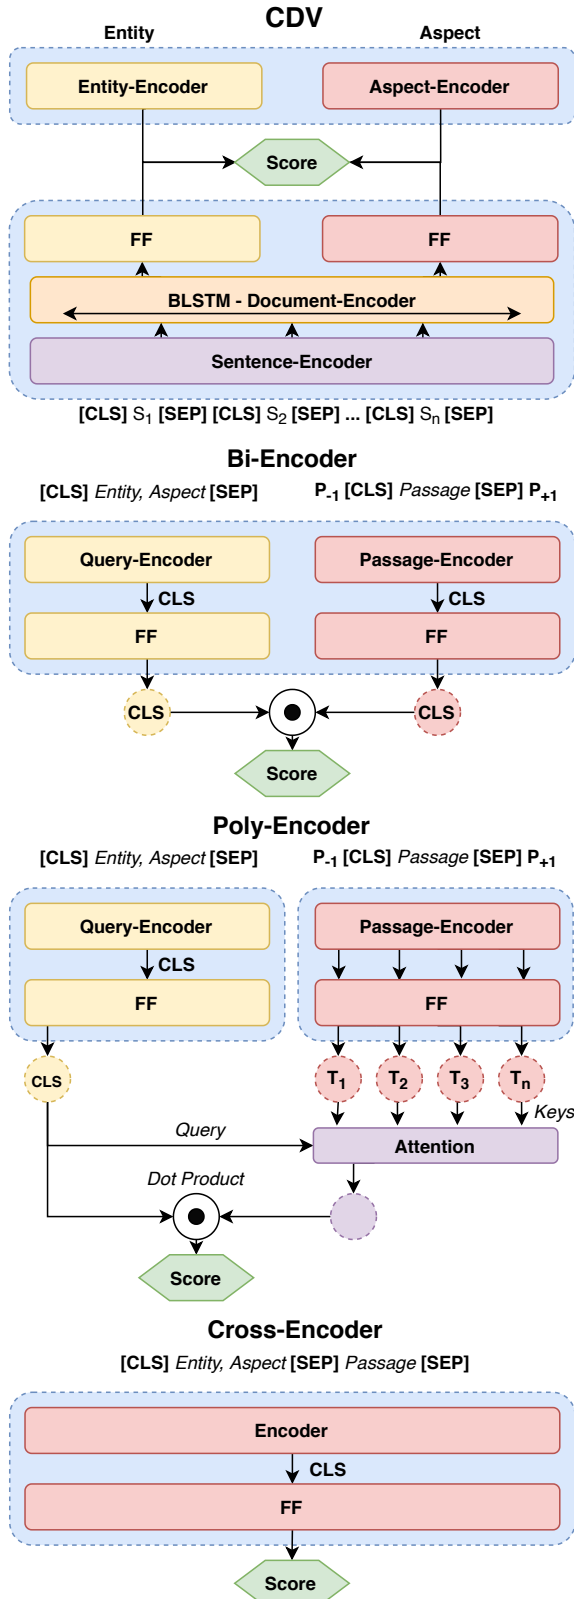 CDV
Entity Aspect
Entity-Encoder Aspect-Encoder
Score
FF FF
BLSTM - Document-Encoder
Sentence-Encoder
[CLS] S1 [SEP] [CLS] S2 [SEP] ... [CLS] Sn [SEP]
Bi-Encoder
[CLS] Entity, Aspect [SEP] P-1 [CLS] Passage [SEP] P+1
Query-Encoder Passage-Encoder
CLS CLS
FF FF
CLS CLS
Score
Poly-Encoder
[CLS] Entity, Aspect [SEP] P-1 [CLS] Passage [SEP] P+1
Query-Encoder Passage-Encoder
CLS
FF FF
CLS T1 T2 T3 Tn
Keys
Query Attention
Dot Product
Score
Cross-Encoder
[CLS] Entity, Aspect [SEP] Passage [SEP]
Encoder
CLS
FF
Score